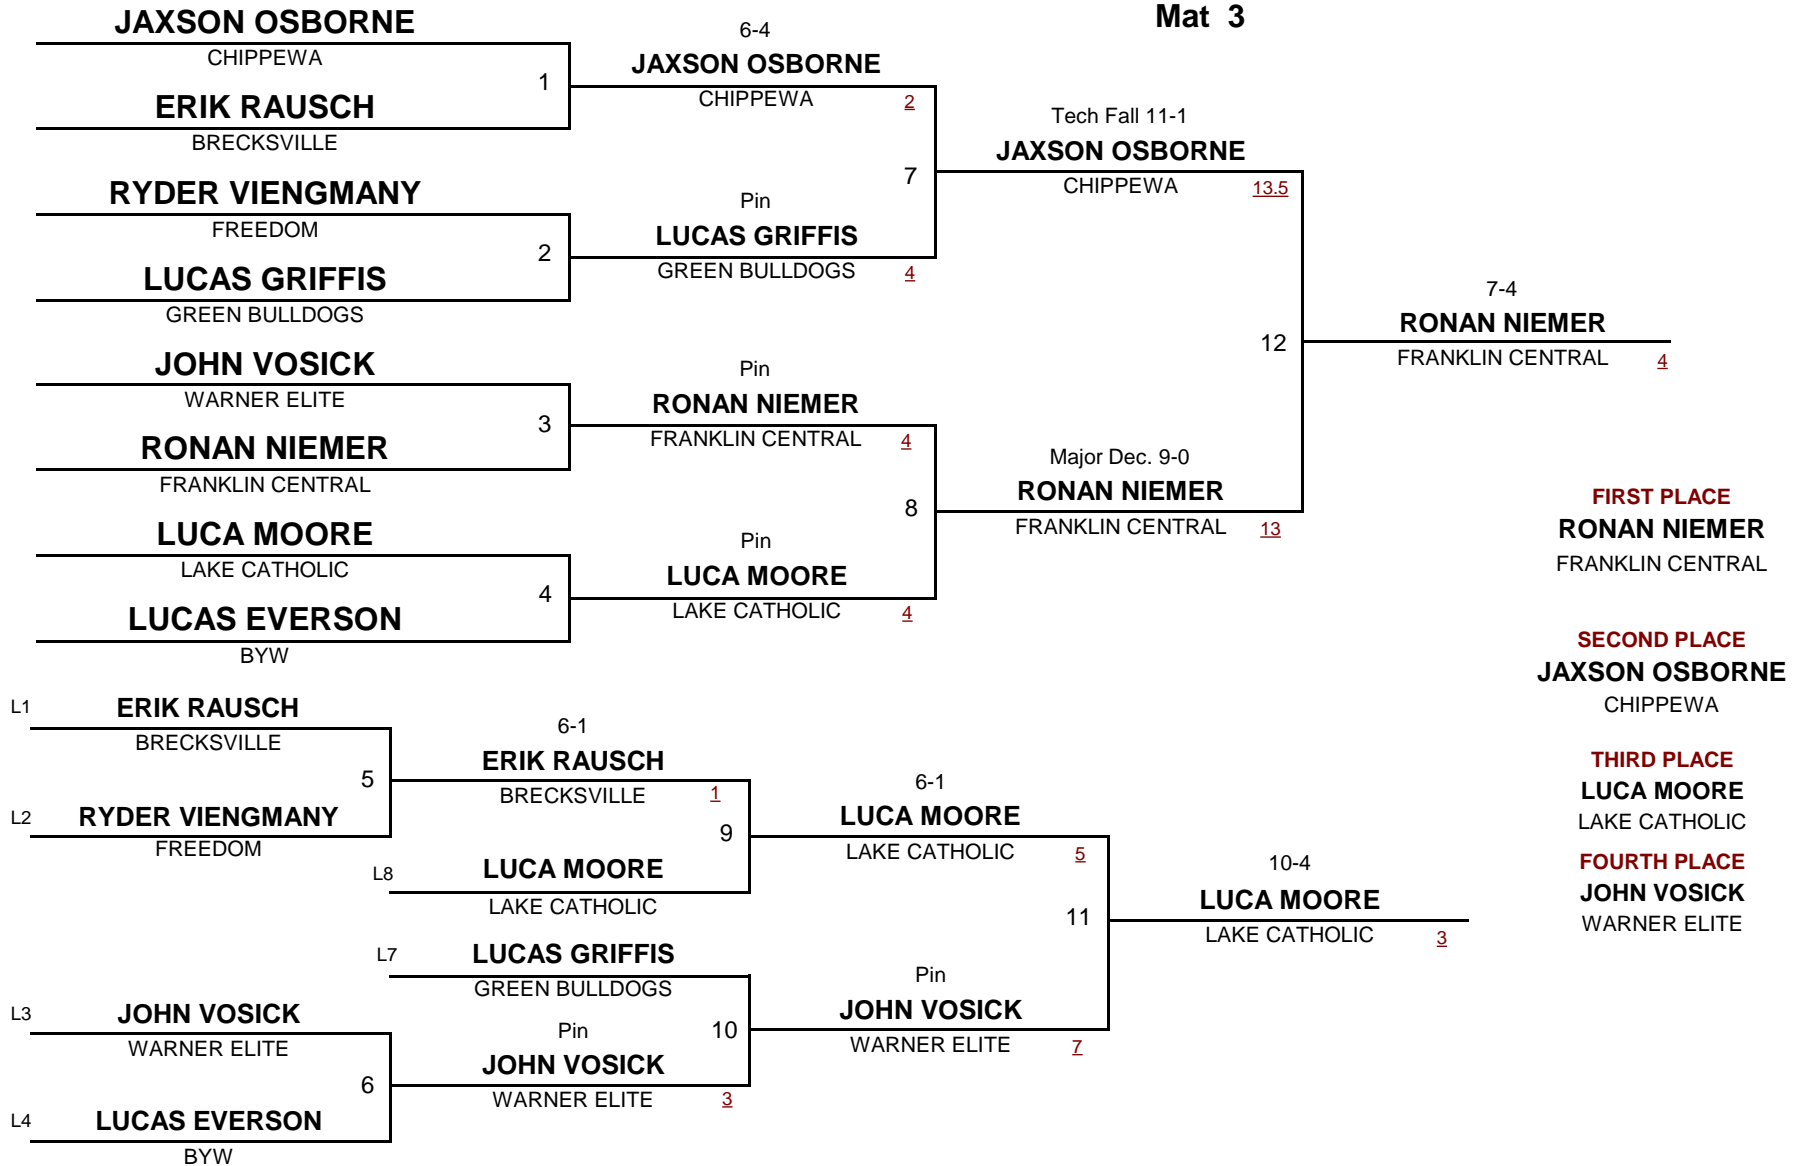 Mat 3
JAXSON OSBORNE
CHIPPEWA
1
ERIK RAUSCH
BRECKSVILLE
RYDER VIENGMANY
FREEDOM
2
LUCAS GRIFFIS
GREEN BULLDOGS
JOHN VOSICK
WARNER ELITE
3
RONAN NIEMER
FRANKLIN CENTRAL
LUCA MOORE
LAKE CATHOLIC
4
LUCAS EVERSON
BYW
6-4
JAXSON OSBORNE
CHIPPEWA 2
7
Pin
LUCAS GRIFFIS
GREEN BULLDOGS 4
Pin
RONAN NIEMER
FRANKLIN CENTRAL 4
8
Pin
LUCA MOORE
LAKE CATHOLIC 4
Tech Fall 11-1
JAXSON OSBORNE
CHIPPEWA 13.5
12
Major Dec. 9-0
RONAN NIEMER
FRANKLIN CENTRAL 13
7-4
RONAN NIEMER
FRANKLIN CENTRAL 4
FIRST PLACE
RONAN NIEMER
FRANKLIN CENTRAL
SECOND PLACE
JAXSON OSBORNE
CHIPPEWA
THIRD PLACE
LUCA MOORE
LAKE CATHOLIC
FOURTH PLACE
JOHN VOSICK
WARNER ELITE
L1 ERIK RAUSCH
BRECKSVILLE
5
L2 RYDER VIENGMANY
FREEDOM
L3 JOHN VOSICK
WARNER ELITE
6
L4 LUCAS EVERSON
BYW
6-1
ERIK RAUSCH
BRECKSVILLE 1
9
L8 LUCA MOORE
LAKE CATHOLIC
L7 LUCAS GRIFFIS
GREEN BULLDOGS
10
Pin
JOHN VOSICK
WARNER ELITE 3
6-1
LUCA MOORE
LAKE CATHOLIC 5
11
Pin
JOHN VOSICK
WARNER ELITE 7
10-4
LUCA MOORE
LAKE CATHOLIC 3